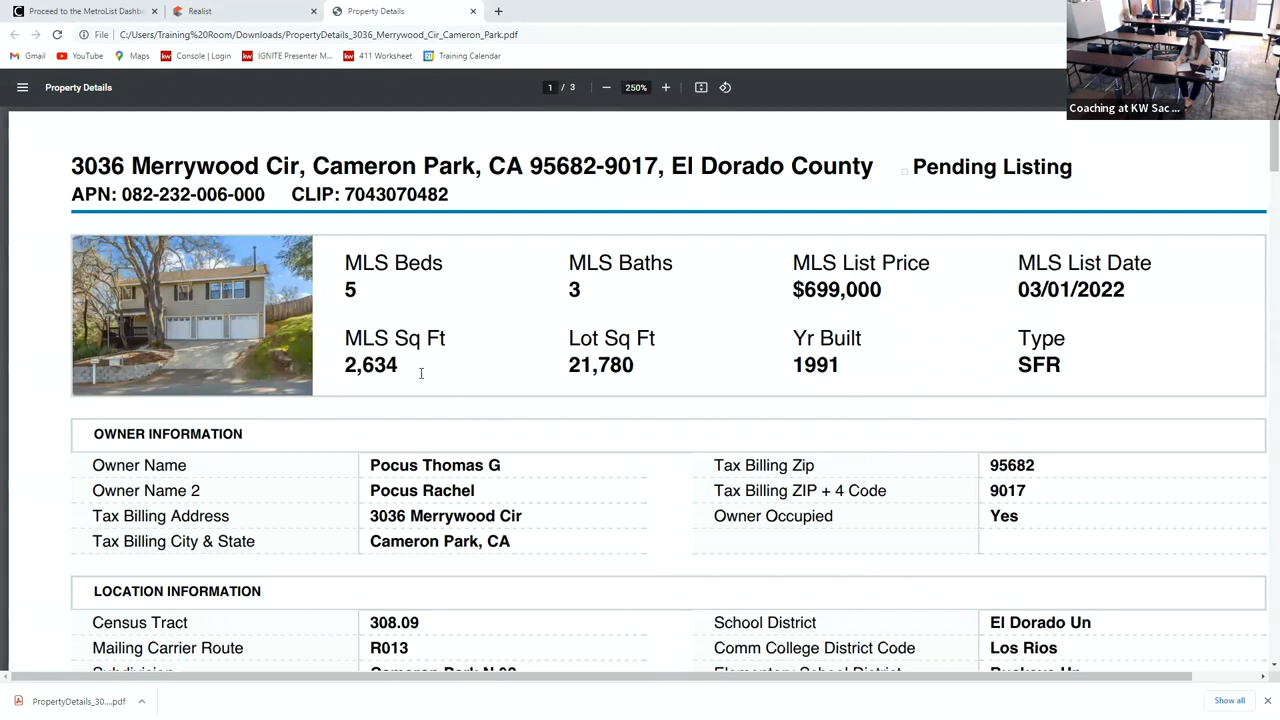 Proceed to the MetroList Dashb
Realist
Property Details
File
C:/Users/Training%20Room/Downloads/PropertyDetails_3036_Merrywood_Cir_Cameron_Park.pdf
Gmail
YouTube
Maps
Console | Login
IGNITE Presenter M...
411 Worksheet
Training Calendar
Property Details
1 / 3
250%
Coaching at KW Sac ...
3036 Merrywood Cir, Cameron Park, CA 95682-9017, El Dorado County Pending Listing
APN: 082-232-006-000 CLIP: 7043070482
MLS Beds MLS Baths MLS List Price MLS List Date
5 3 $699,000 03/01/2022
MLS Sq Ft Lot Sq Ft Yr Built Type
2,634 21,780 1991 SFR
OWNER INFORMATION
Owner Name Pocus Thomas G Tax Billing Zip 95682
Owner Name 2 Pocus Rachel Tax Billing ZIP + 4 Code 9017
Tax Billing Address 3036 Merrywood Cir Owner Occupied Yes
Tax Billing City & State Cameron Park, CA
LOCATION INFORMATION
Census Tract 308.09 School District El Dorado Un
Mailing Carrier Route R013 Comm College District Code Los Rios
Elementary School District
PropertyDetails_30....pdf
Show all